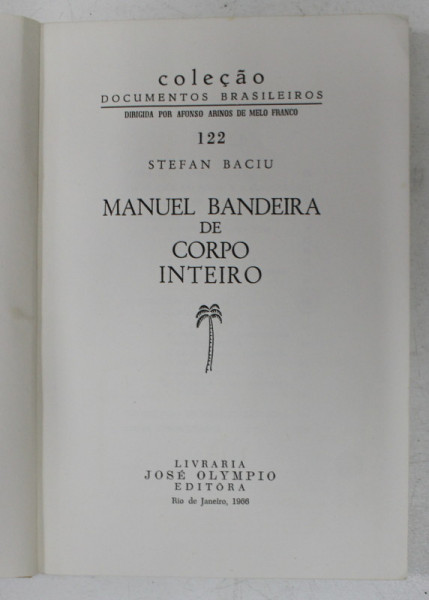 coleção
DOCUMENTOS BRASILEIROS
DIRIGIDA POR AFONSO ARINOS DE MELO FRANCO
122
STEFAN BACIU
MANUEL BANDEIRA
DE
CORPO
INTEIRO
LIVRARIA
JOSÉ OLYMPIO
EDITÔRA
Rio de Janeiro, 1966